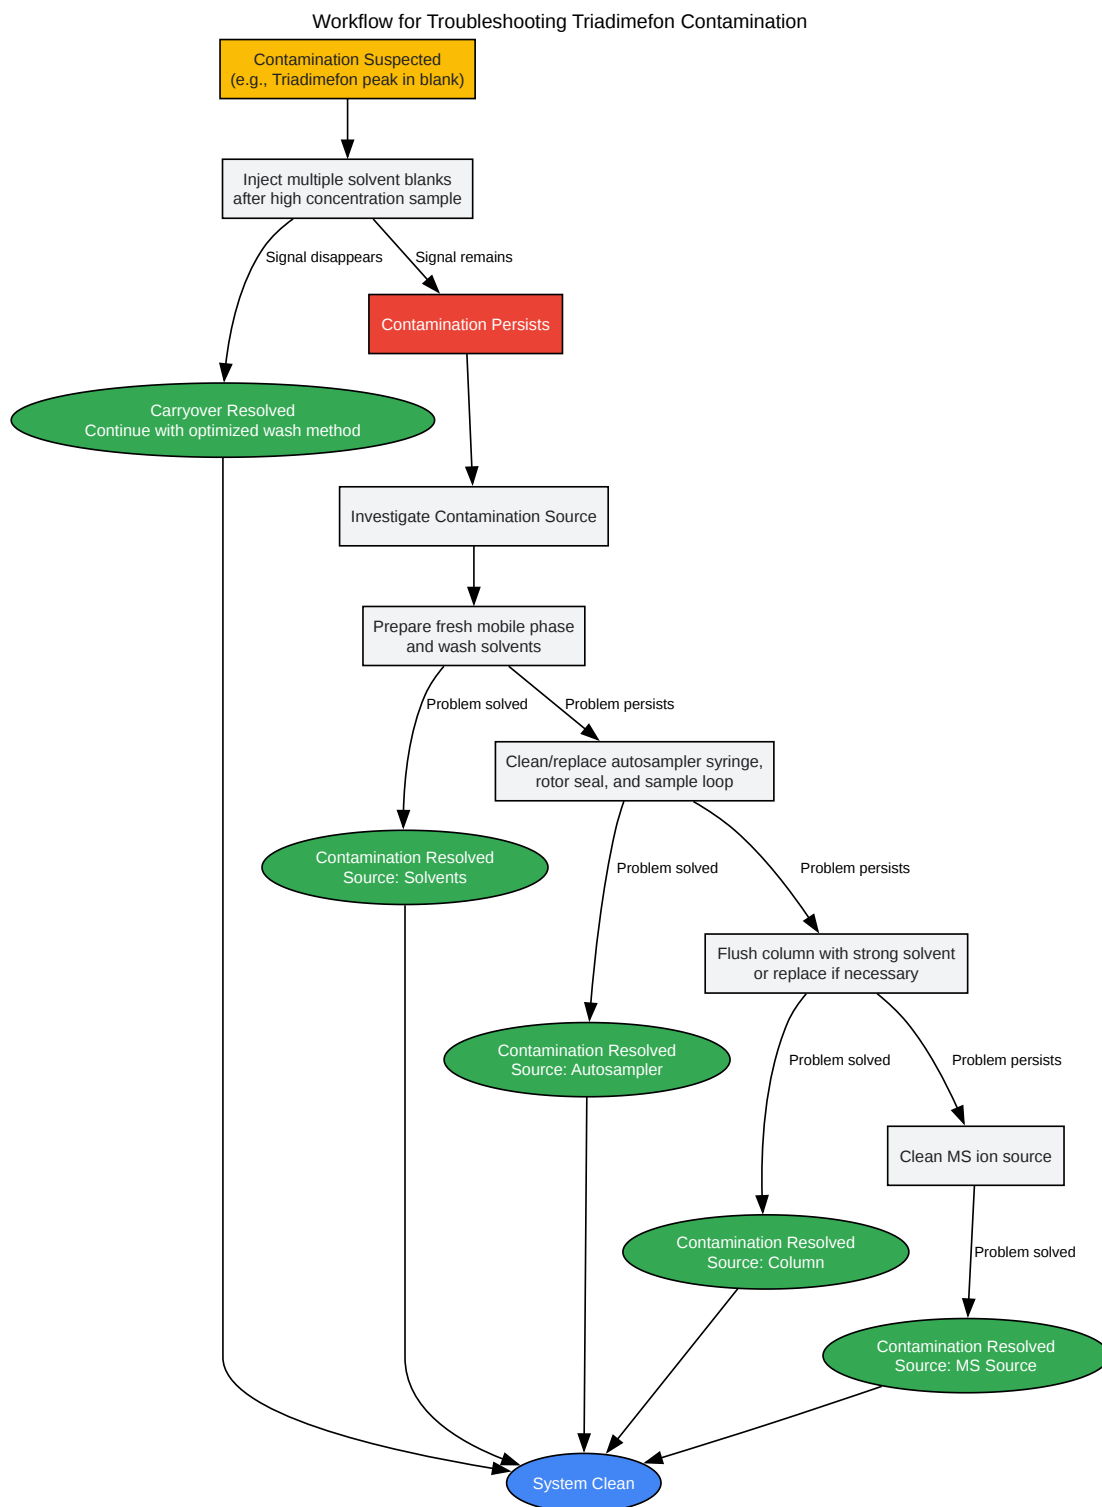 Workflow for Troubleshooting Triadimefon Contamination
Contamination Suspected
(e.g., Triadimefon peak in blank)
Inject multiple solvent blanks
after high concentration sample
Signal disappears
Signal remains
Contamination Persists
Carryover Resolved
Continue with optimized wash method
Investigate Contamination Source
Prepare fresh mobile phase
and wash solvents
Problem solved
Problem persists
Clean/replace autosampler syringe,
rotor seal, and sample loop
Contamination Resolved
Source: Solvents
Problem solved
Problem persists
Flush column with strong solvent
or replace if necessary
Contamination Resolved
Source: Autosampler
Problem solved
Problem persists
Clean MS ion source
Contamination Resolved
Source: Column
Problem solved
Contamination Resolved
Source: MS Source
System Clean